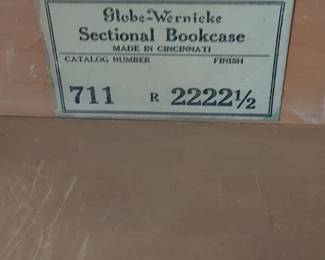 Globe-Wernicke
Sectional Bookcase
MADE IN CINCINNATI
CATALOG NUMBER FINISH
711 R 2222½